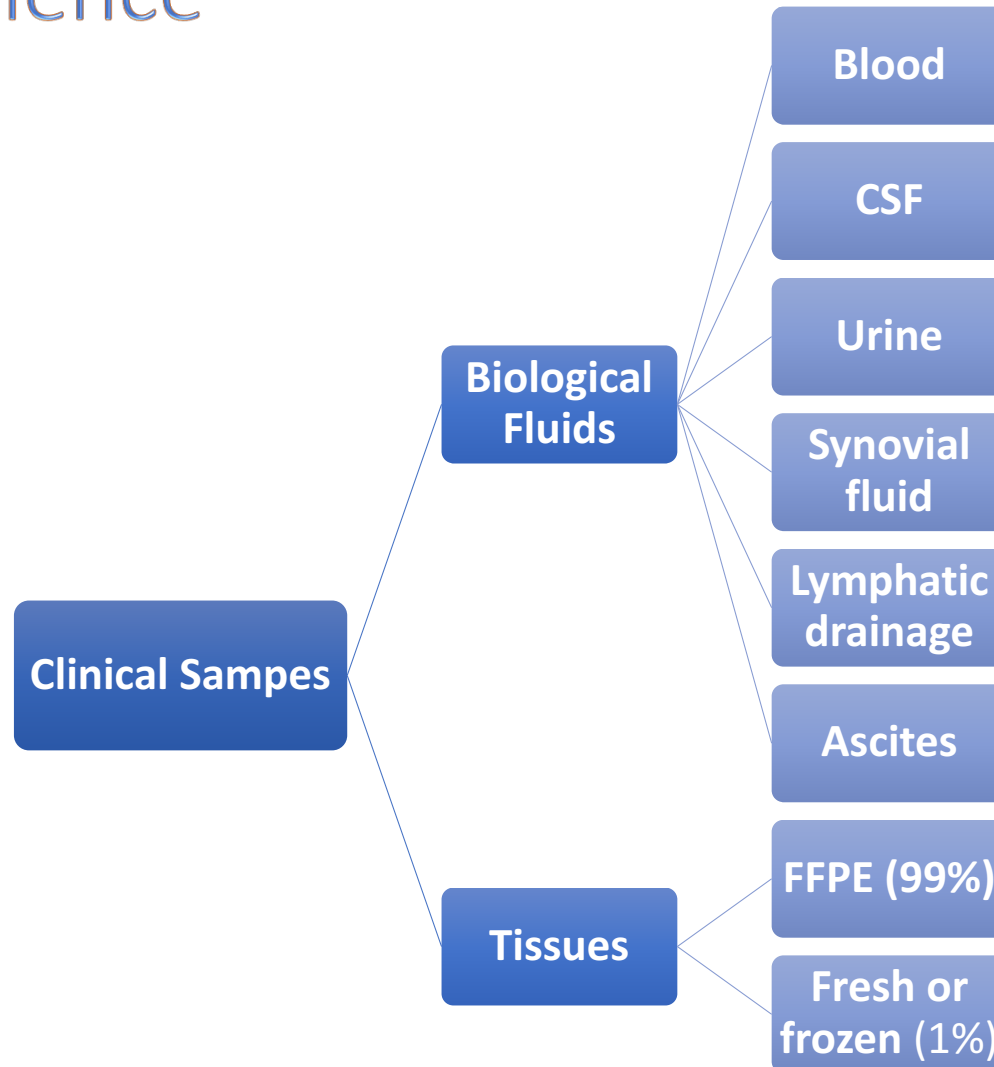 Blood
CSF
Urine
Biological
Fluids
Synovial
fluid
Lymphatic
drainage
Clinical Sampes
Ascites
FFPE (99%)
Tissues
Fresh or
frozen (1%)